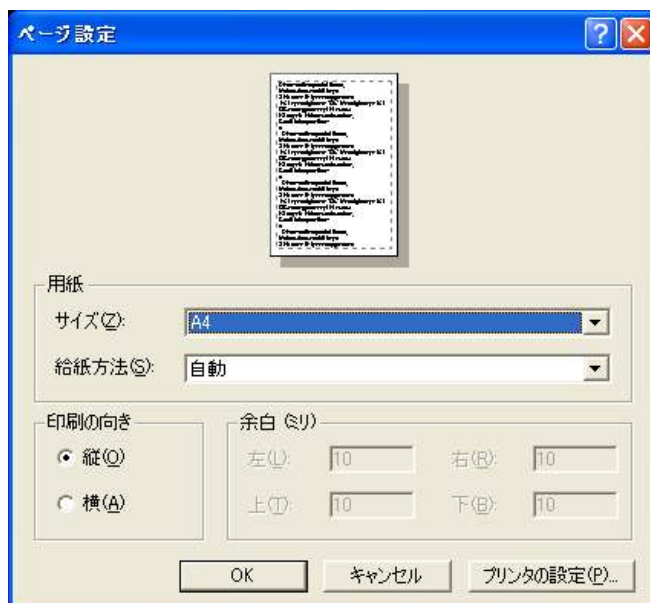 ページ設定
用紙
サイズ(Z): A4
給紙方法(S): 自動
印刷の向き
縦(O)
横(A)
余白 (ミリ)
左(L): 10 右(R): 10
上(T): 10 下(B): 10
OK キャンセル プリンタの設定(P)...